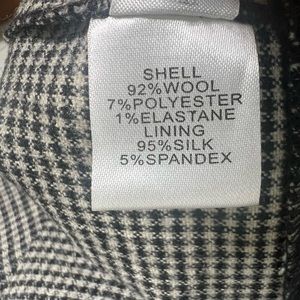 SHELL
92%WOOL
7%POLYESTER
1%ELASTANE
LINING
95%SILK
5%SPANDEX